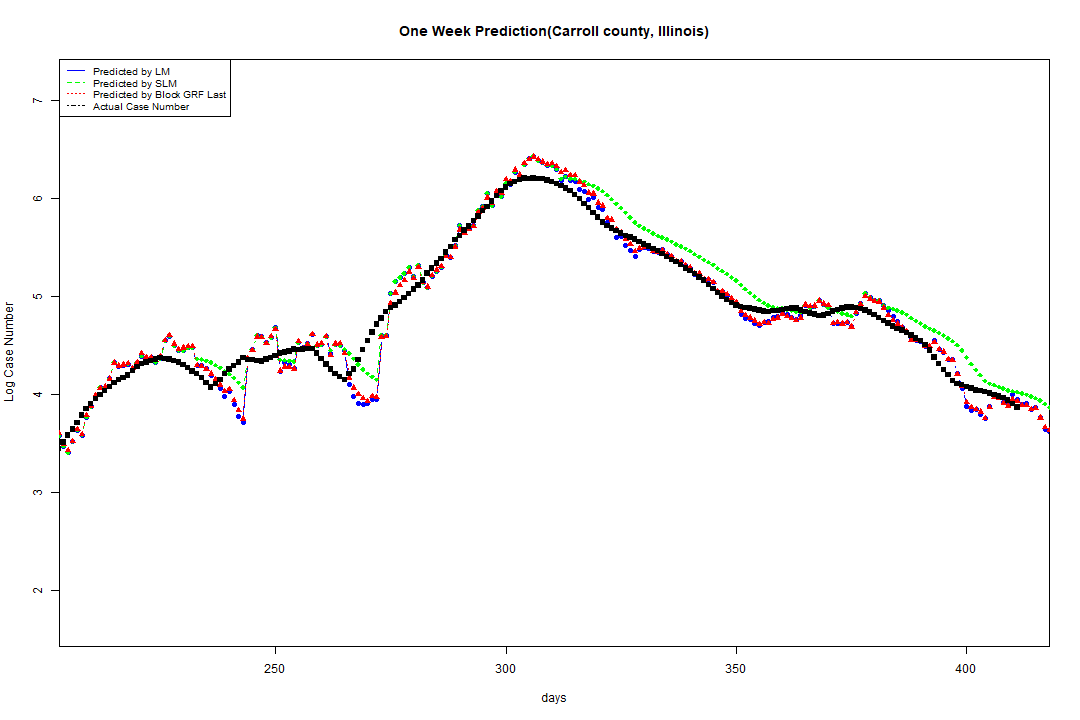 One Week Prediction(Carroll county, Illinois)
Predicted by LM
Predicted by SLM
Predicted by Block GRF Last
Actual Case Number
7
6
5
4
3
2
Log Case Number
250
300
350
400
days